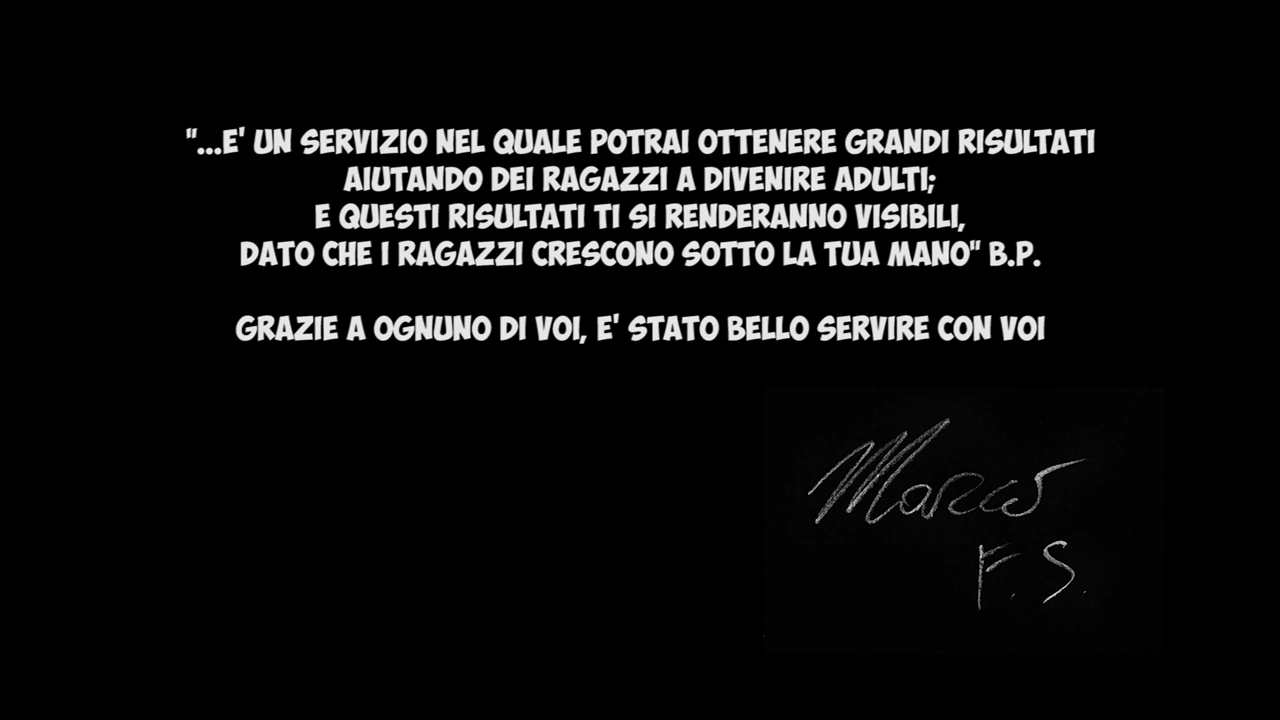 "...E' UN SERVIZIO NEL QUALE POTRAI OTTENERE GRANDI RISULTATI
AIUTANDO DEI RAGAZZI A DIVENIRE ADULTI;
E QUESTI RISULTATI TI SI RENDERANNO VISIBILI,
DATO CHE I RAGAZZI CRESCONO SOTTO LA TUA MANO" B.P.
GRAZIE A OGNUNO DI VOI, E' STATO BELLO SERVIRE CON VOI
Marco
F.S.